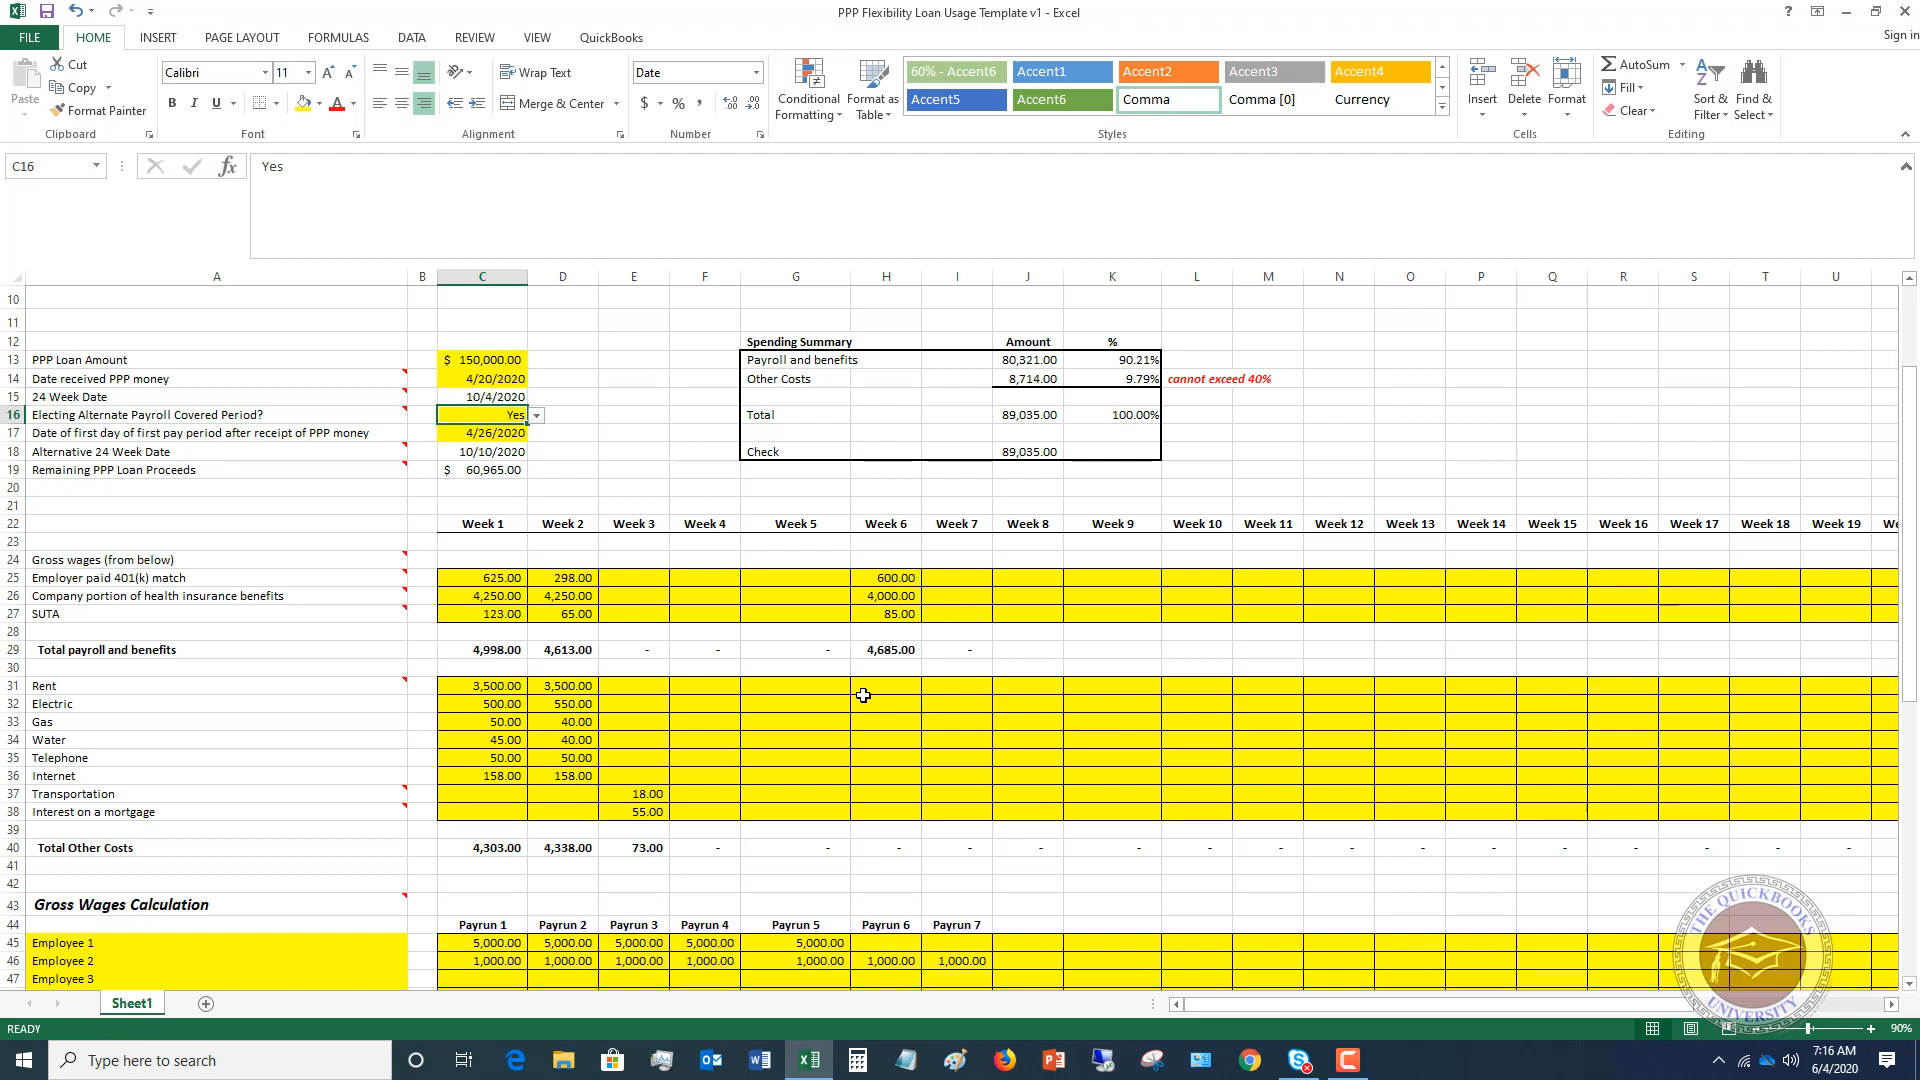 PPP Flexibility Loan Usage Template v1 - Excel
Sign in
FILE HOME INSERT PAGE LAYOUT FORMULAS DATA REVIEW VIEW QuickBooks
Cut
Copy
Format Painter
Paste
Clipboard
Calibri 11
B I U
Font
Wrap Text
Merge & Center
Alignment
Date
$ % ,
Number
Conditional Formatting
Format as Table
60% - Accent6 Accent1 Accent2 Accent3 Accent4
Accent5 Accent6 Comma Comma [0] Currency
Styles
Insert Delete Format
Cells
AutoSum
Fill
Clear
Sort & Filter
Find & Select
Editing
C16 fx Yes
A B C D E F G H I J K L M N O P Q R S T U
10
11
12 Spending Summary Amount %
13 PPP Loan Amount $ 150,000.00 Payroll and benefits 80,321.00 90.21%
14 Date received PPP money 4/20/2020 Other Costs 8,714.00 9.79% cannot exceed 40%
15 24 Week Date 10/4/2020
16 Electing Alternate Payroll Covered Period? Yes Total 89,035.00 100.00%
17 Date of first day of first pay period after receipt of PPP money 4/26/2020
18 Alternative 24 Week Date 10/10/2020 Check 89,035.00
19 Remaining PPP Loan Proceeds $ 60,965.00
20
21
22 Week 1 Week 2 Week 3 Week 4 Week 5 Week 6 Week 7 Week 8 Week 9 Week 10 Week 11 Week 12 Week 13 Week 14 Week 15 Week 16 Week 17 Week 18 Week 19 We
23
24 Gross wages (from below)
25 Employer paid 401(k) match 625.00 298.00 600.00
26 Company portion of health insurance benefits 4,250.00 4,250.00 4,000.00
27 SUTA 123.00 65.00 85.00
28
29 Total payroll and benefits 4,998.00 4,613.00 - - - 4,685.00 -
30
31 Rent 3,500.00 3,500.00
32 Electric 500.00 550.00
33 Gas 50.00 40.00
34 Water 45.00 40.00
35 Telephone 50.00 50.00
36 Internet 158.00 158.00
37 Transportation 18.00
38 Interest on a mortgage 55.00
39
40 Total Other Costs 4,303.00 4,338.00 73.00 - - - - - - - - - - - - - - - -
41
42
43 Gross Wages Calculation
44 Payrun 1 Payrun 2 Payrun 3 Payrun 4 Payrun 5 Payrun 6 Payrun 7
45 Employee 1 5,000.00 5,000.00 5,000.00 5,000.00 5,000.00
46 Employee 2 1,000.00 1,000.00 1,000.00 1,000.00 1,000.00 1,000.00 1,000.00
47 Employee 3
THE QUICKBOOKS UNIVERSITY
Sheet1
READY
90%
Type here to search
7:16 AM
6/4/2020